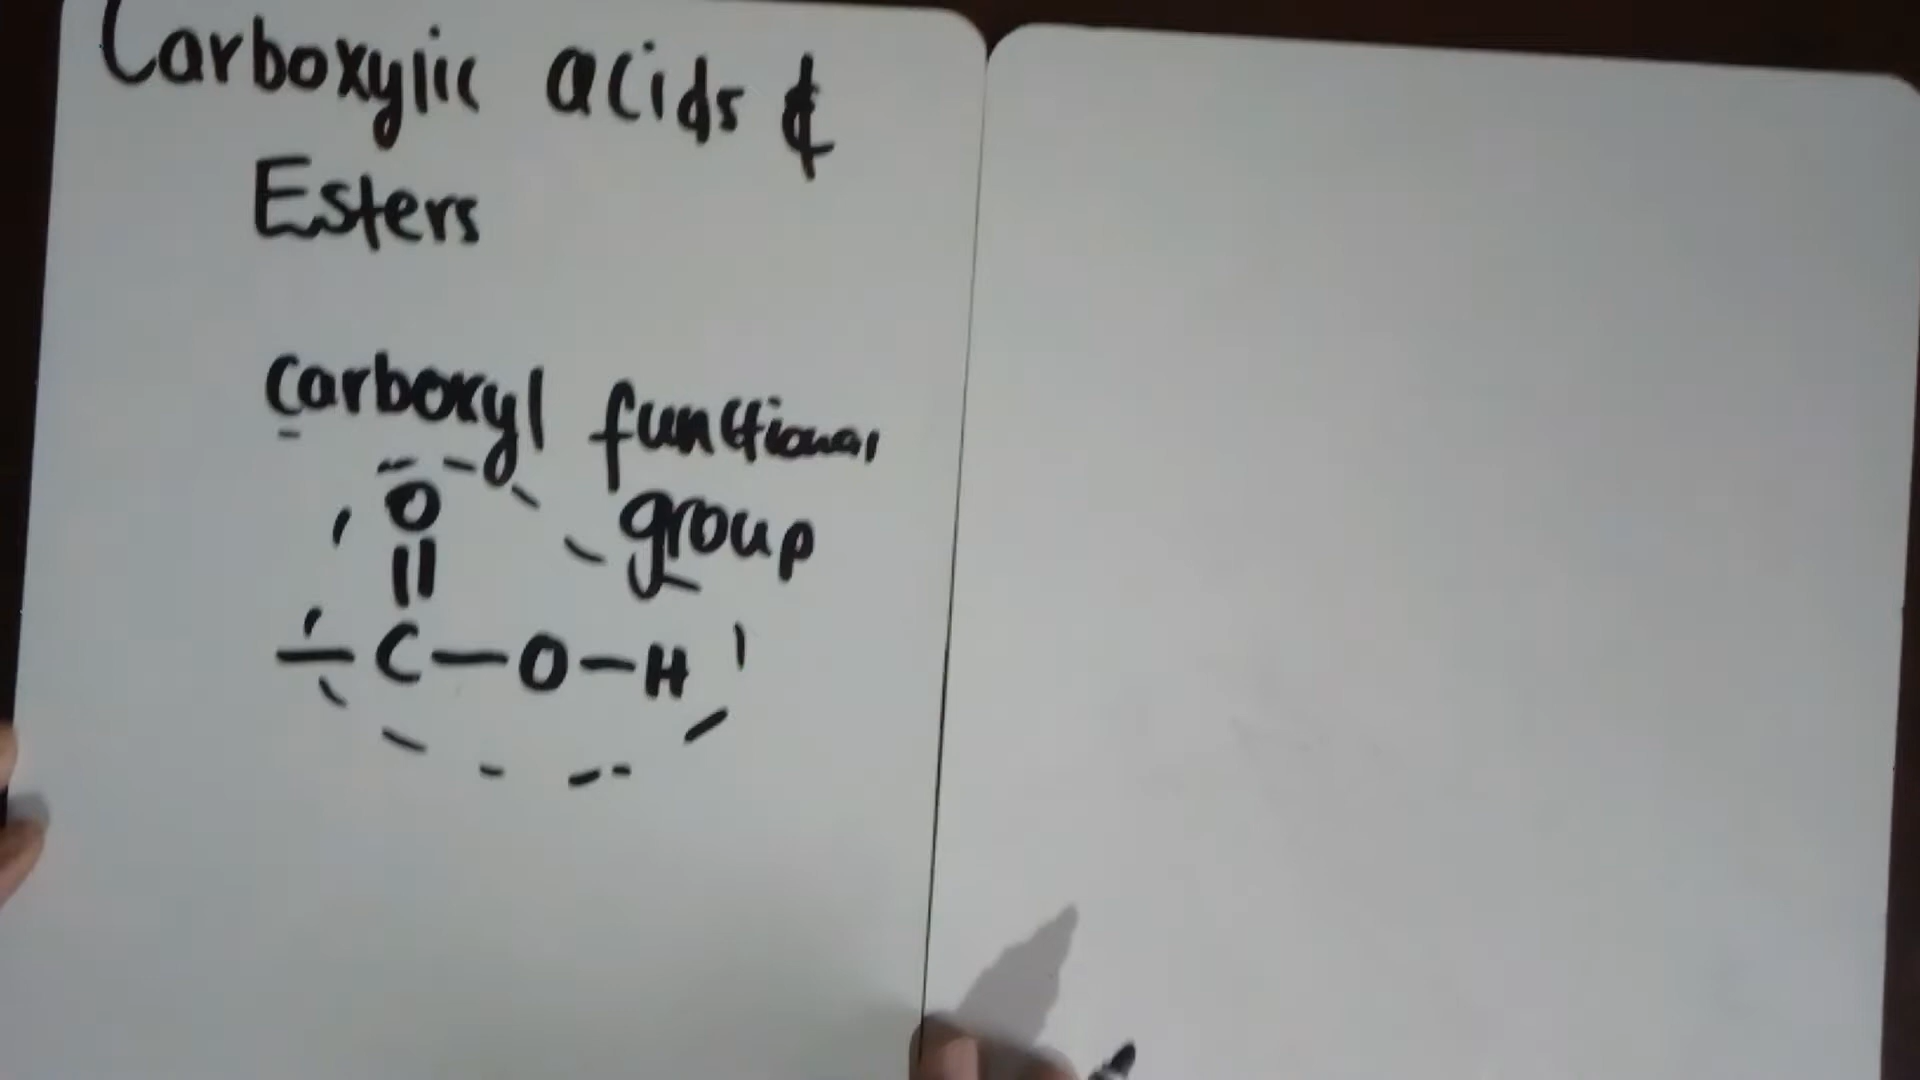 Carboxylic acids &
Esters
carboxyl functional
group
O
||
— C — O — H